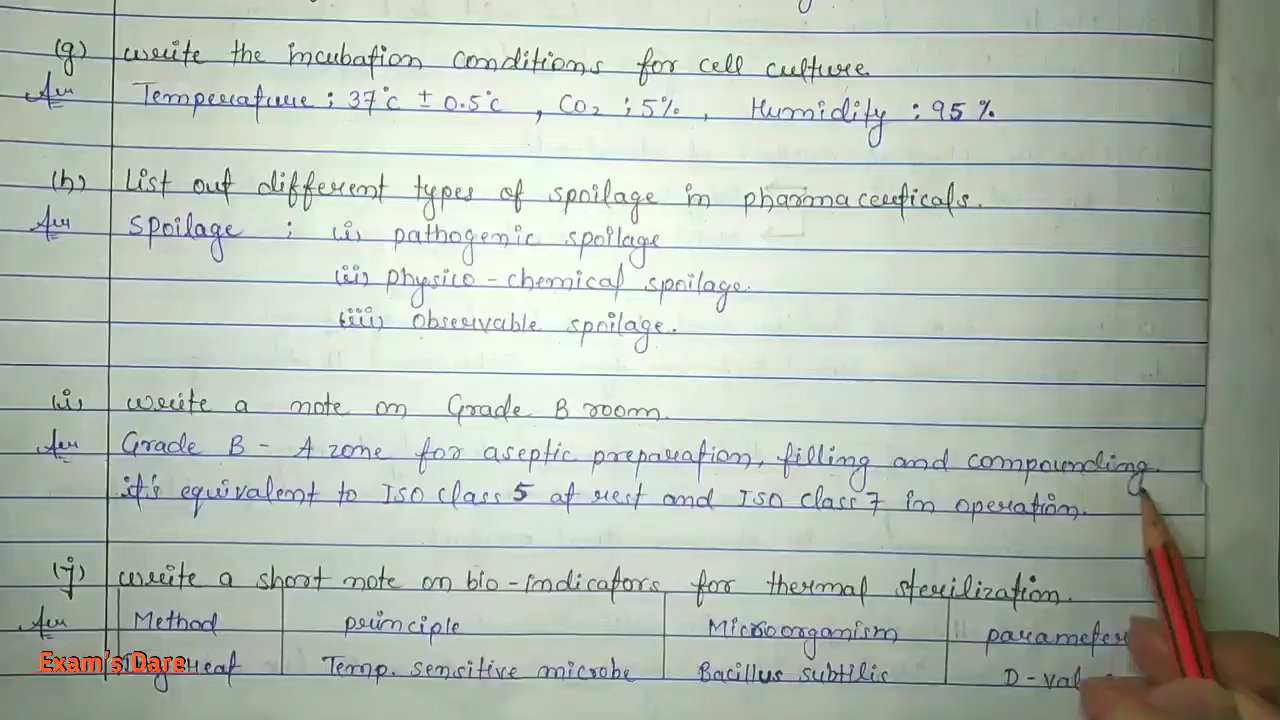 (g) write the incubation conditions for cell culture
Ans Temperature : 37°c ± 0.5°c , CO2 : 5% , Humidity : 95 %
(h) List out different types of spoilage in pharmaceuticals.
Ans spoilage : (i) pathogenic spoilage
(ii) physico - chemical spoilage.
(iii) observable spoilage.
(i) write a note on Grade B room.
Ans Grade B - A zone for aseptic preparation, filling and compounding
it's equivalent to ISO class 5 at rest and ISO class 7 in operation.
(j) write a short note on bio-indicators for thermal sterilization.
Ans Method principle Microorganism parameter
Heat Temp. sensitive microbe Bacillus subtilis D-val
Exam's Dare